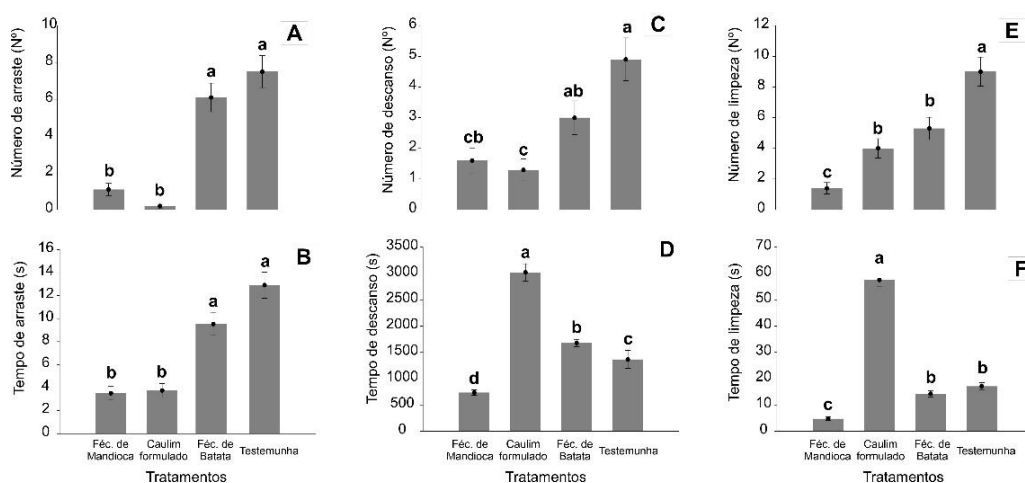 A
Número de arraste (Nº)
10
8
6
4
2
0
b
b
a
a
C
Número de descanso (Nº)
6
5
4
3
2
1
0
cb
c
ab
a
E
Número de limpeza (Nº)
12
10
8
6
4
2
0
c
b
b
a
B
Tempo de arraste (s)
16
14
12
10
8
6
4
2
0
b
b
a
a
Féc. de
Mandioca
Caulim
formulado
Féc. de
Batata
Testemunha
Tratamentos
D
Tempo de descanso (s)
3500
3000
2500
2000
1500
1000
500
0
d
a
b
c
Féc. de
Mandioca
Caulim
formulado
Féc. de
Batata
Testemunha
Tratamentos
F
Tempo de limpeza (s)
70
60
50
40
30
20
10
0
c
a
b
b
Féc. de
Mandioca
Caulim
formulado
Féc. de
Batata
Testemunha
Tratamentos